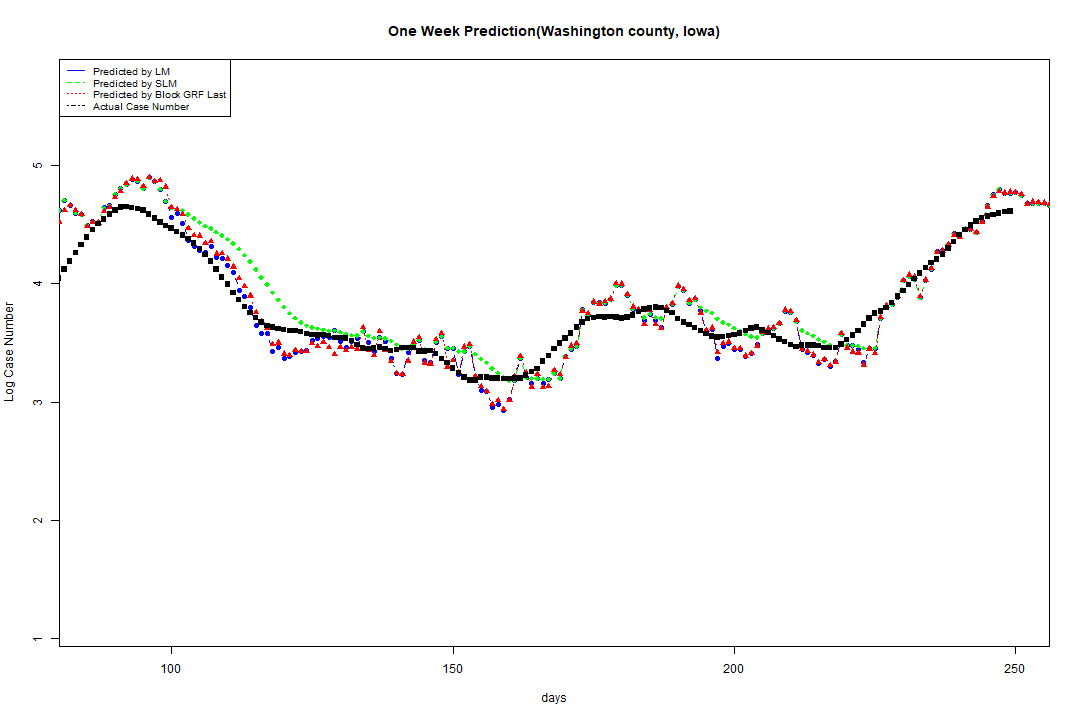 One Week Prediction(Washington county, Iowa)
Predicted by LM
Predicted by SLM
Predicted by Block GRF Last
Actual Case Number
5
4
3
2
1
Log Case Number
100 150 200 250
days